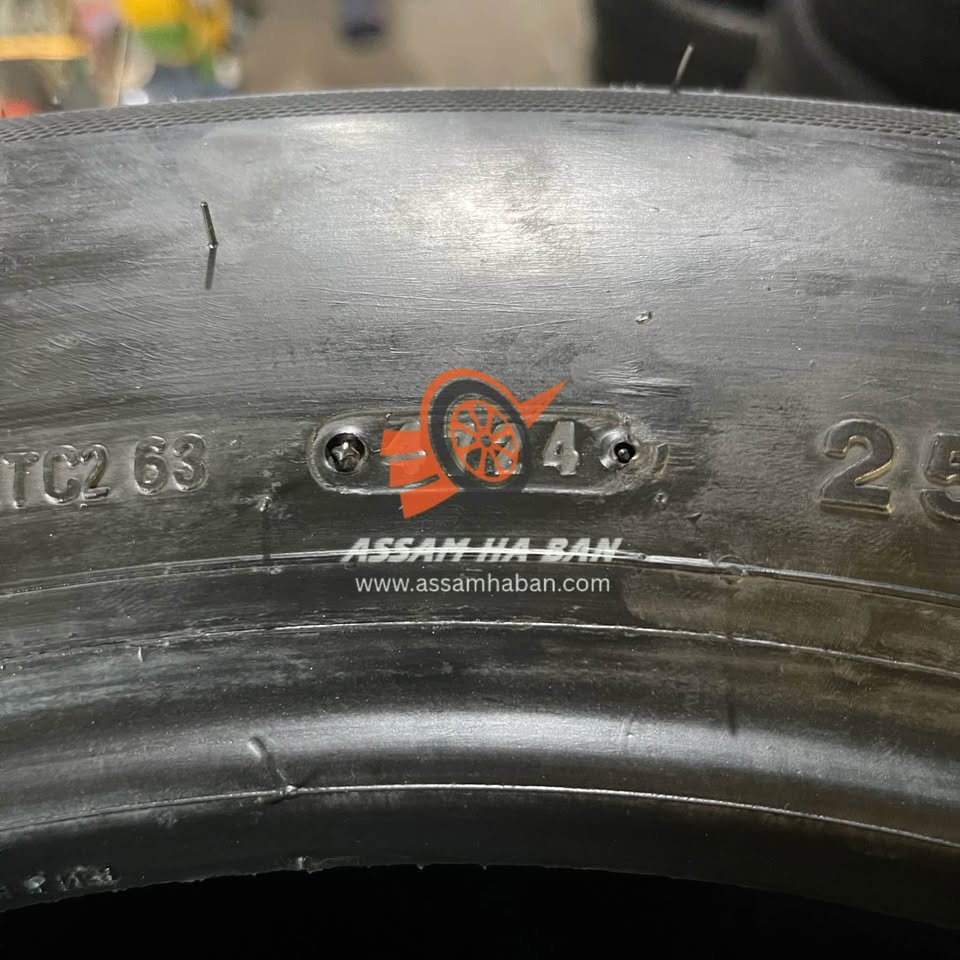 TC2 63
4
25
ASSAM HA BAN
www.assamhaban.com